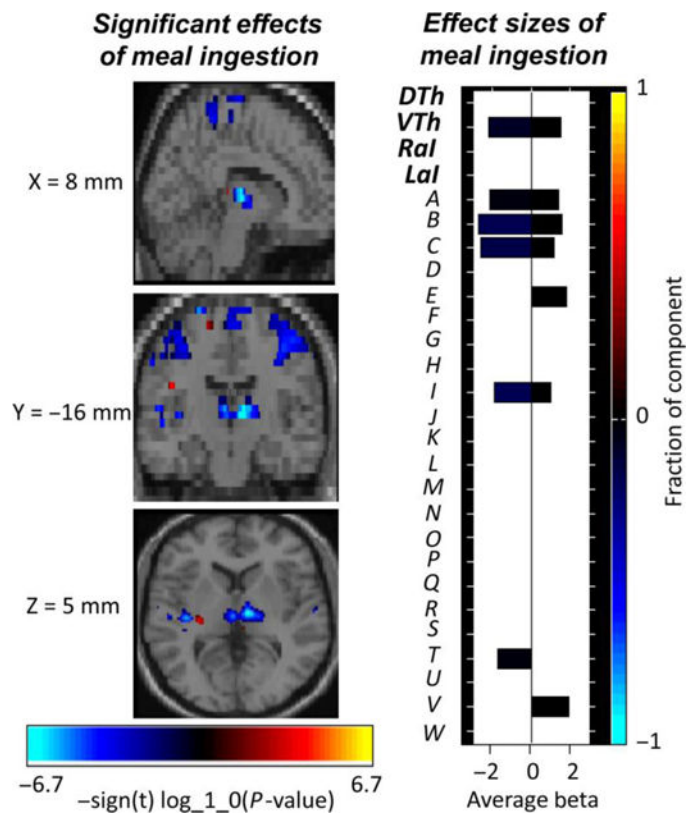 Significant effects
of meal ingestion
X = 8 mm
Y = −16 mm
Z = 5 mm
−6.7
6.7
−sign(t) log_1_0(P-value)
Effect sizes of
meal ingestion
DTh
VTh
RaI
LaI
A
B
C
D
E
F
G
H
I
J
K
L
M
N
O
P
Q
R
S
T
U
V
W
−2 0 2
Average beta
1
0
−1
Fraction of component